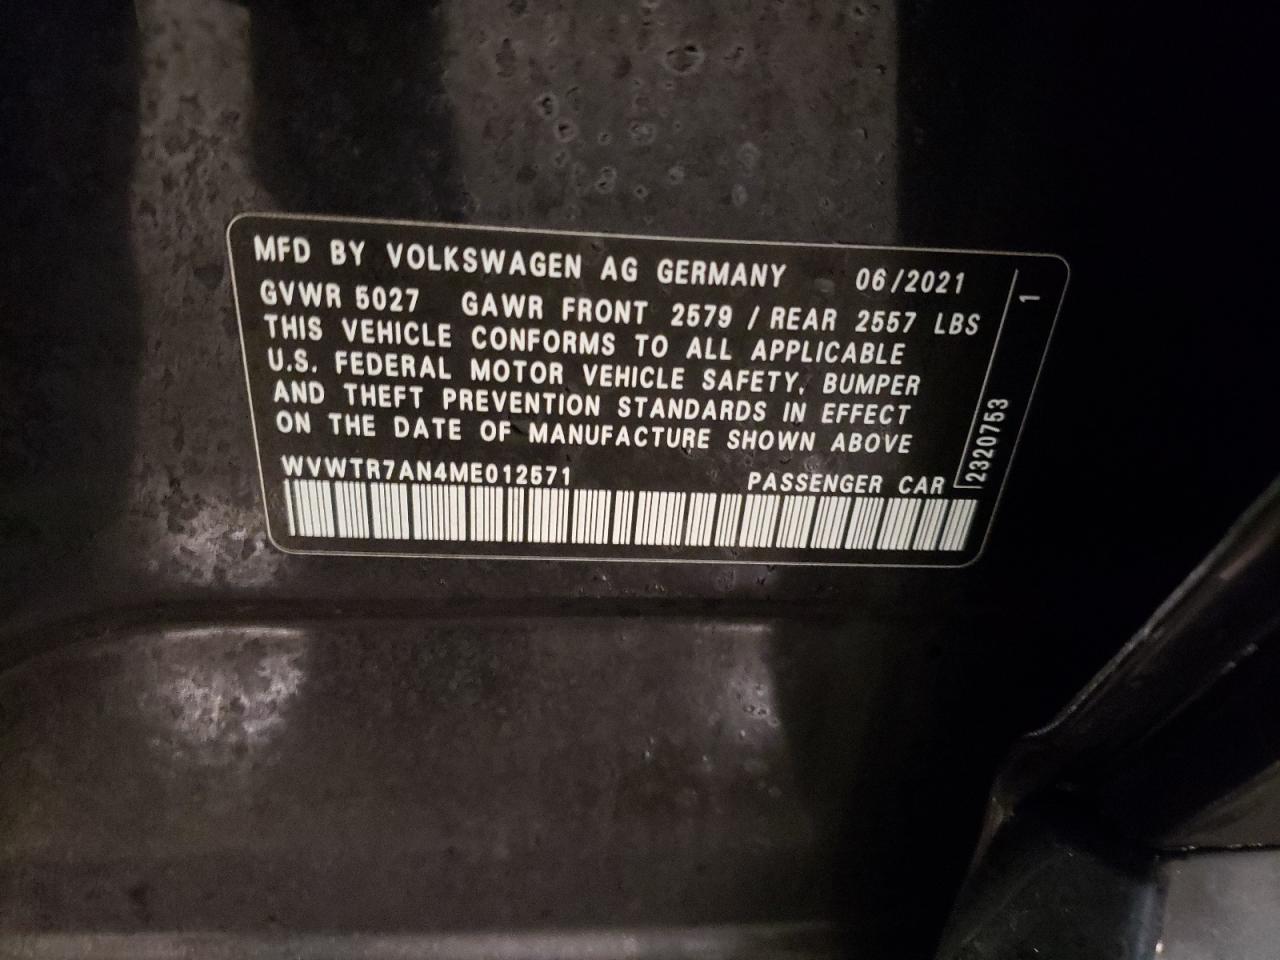 MFD BY VOLKSWAGEN AG GERMANY 06/2021
GVWR 5027 GAWR FRONT 2579 / REAR 2557 LBS
THIS VEHICLE CONFORMS TO ALL APPLICABLE
U.S. FEDERAL MOTOR VEHICLE SAFETY, BUMPER
AND THEFT PREVENTION STANDARDS IN EFFECT
ON THE DATE OF MANUFACTURE SHOWN ABOVE
WVWTR7AN4ME012571 PASSENGER CAR
2320753
1